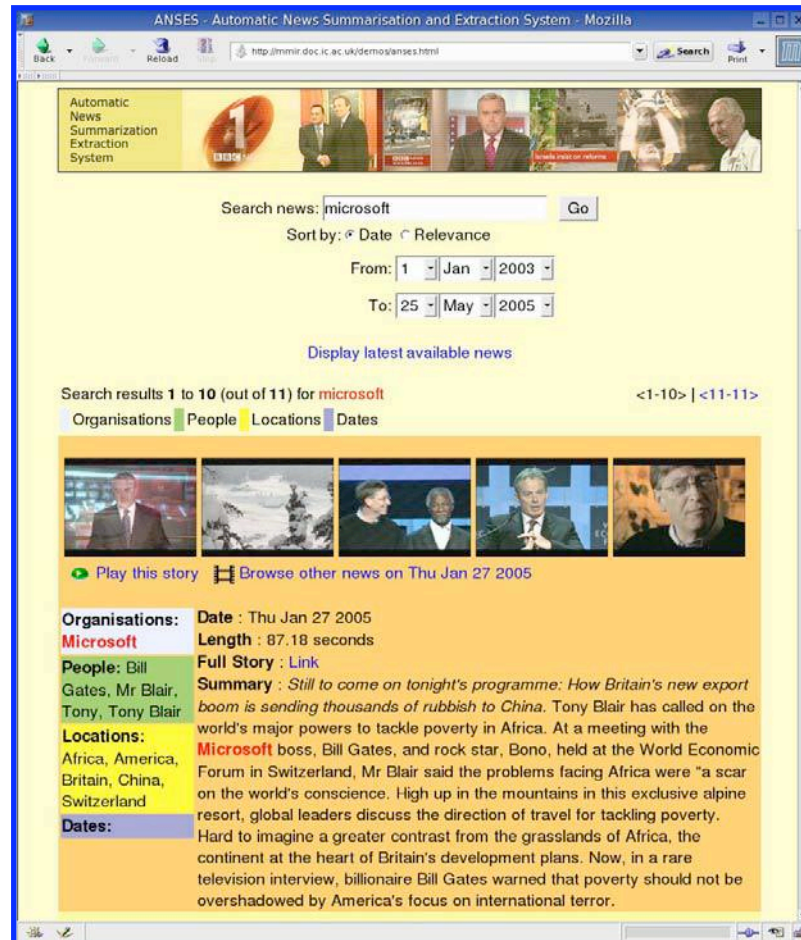 ANSES - Automatic News Summarisation and Extraction System - Mozilla
Back Forward Reload Stop http://mmir.doc.ic.ac.uk/demos/anses.html Search Print
Automatic
News
Summarization
Extraction
System
1
BBC
Israelis insist on reforms
Search news: microsoft Go
Sort by: Date Relevance
From: 1 Jan 2003
To: 25 May 2005
Display latest available news
Search results 1 to 10 (out of 11) for microsoft <1-10> | <11-11>
Organisations People Locations Dates
Play this story Browse other news on Thu Jan 27 2005
Organisations:
Microsoft
People: Bill
Gates, Mr Blair,
Tony, Tony Blair
Locations:
Africa, America,
Britain, China,
Switzerland
Dates:
Date : Thu Jan 27 2005
Length : 87.18 seconds
Full Story : Link
Summary : Still to come on tonight's programme: How Britain's new export
boom is sending thousands of rubbish to China. Tony Blair has called on the
world's major powers to tackle poverty in Africa. At a meeting with the
Microsoft boss, Bill Gates, and rock star, Bono, held at the World Economic
Forum in Switzerland, Mr Blair said the problems facing Africa were "a scar
on the world's conscience. High up in the mountains in this exclusive alpine
resort, global leaders discuss the direction of travel for tackling poverty.
Hard to imagine a greater contrast from the grasslands of Africa, the
continent at the heart of Britain's development plans. Now, in a rare
television interview, billionaire Bill Gates warned that poverty should not be
overshadowed by America's focus on international terror.